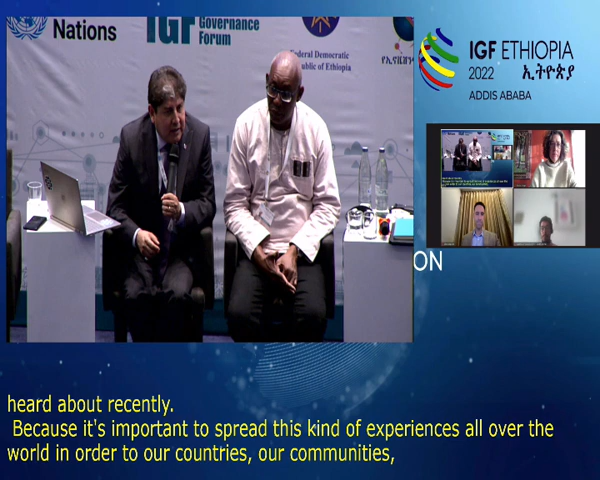 Nations
IGF
Governance
Forum
Federal Democratic
Republic of Ethiopia
IGF ETHIOPIA
2022 ኢትዮጵያ
ADDIS ABABA
ON
heard about recently.
Because it's important to spread this kind of experiences all over the
world in order to our countries, our communities,